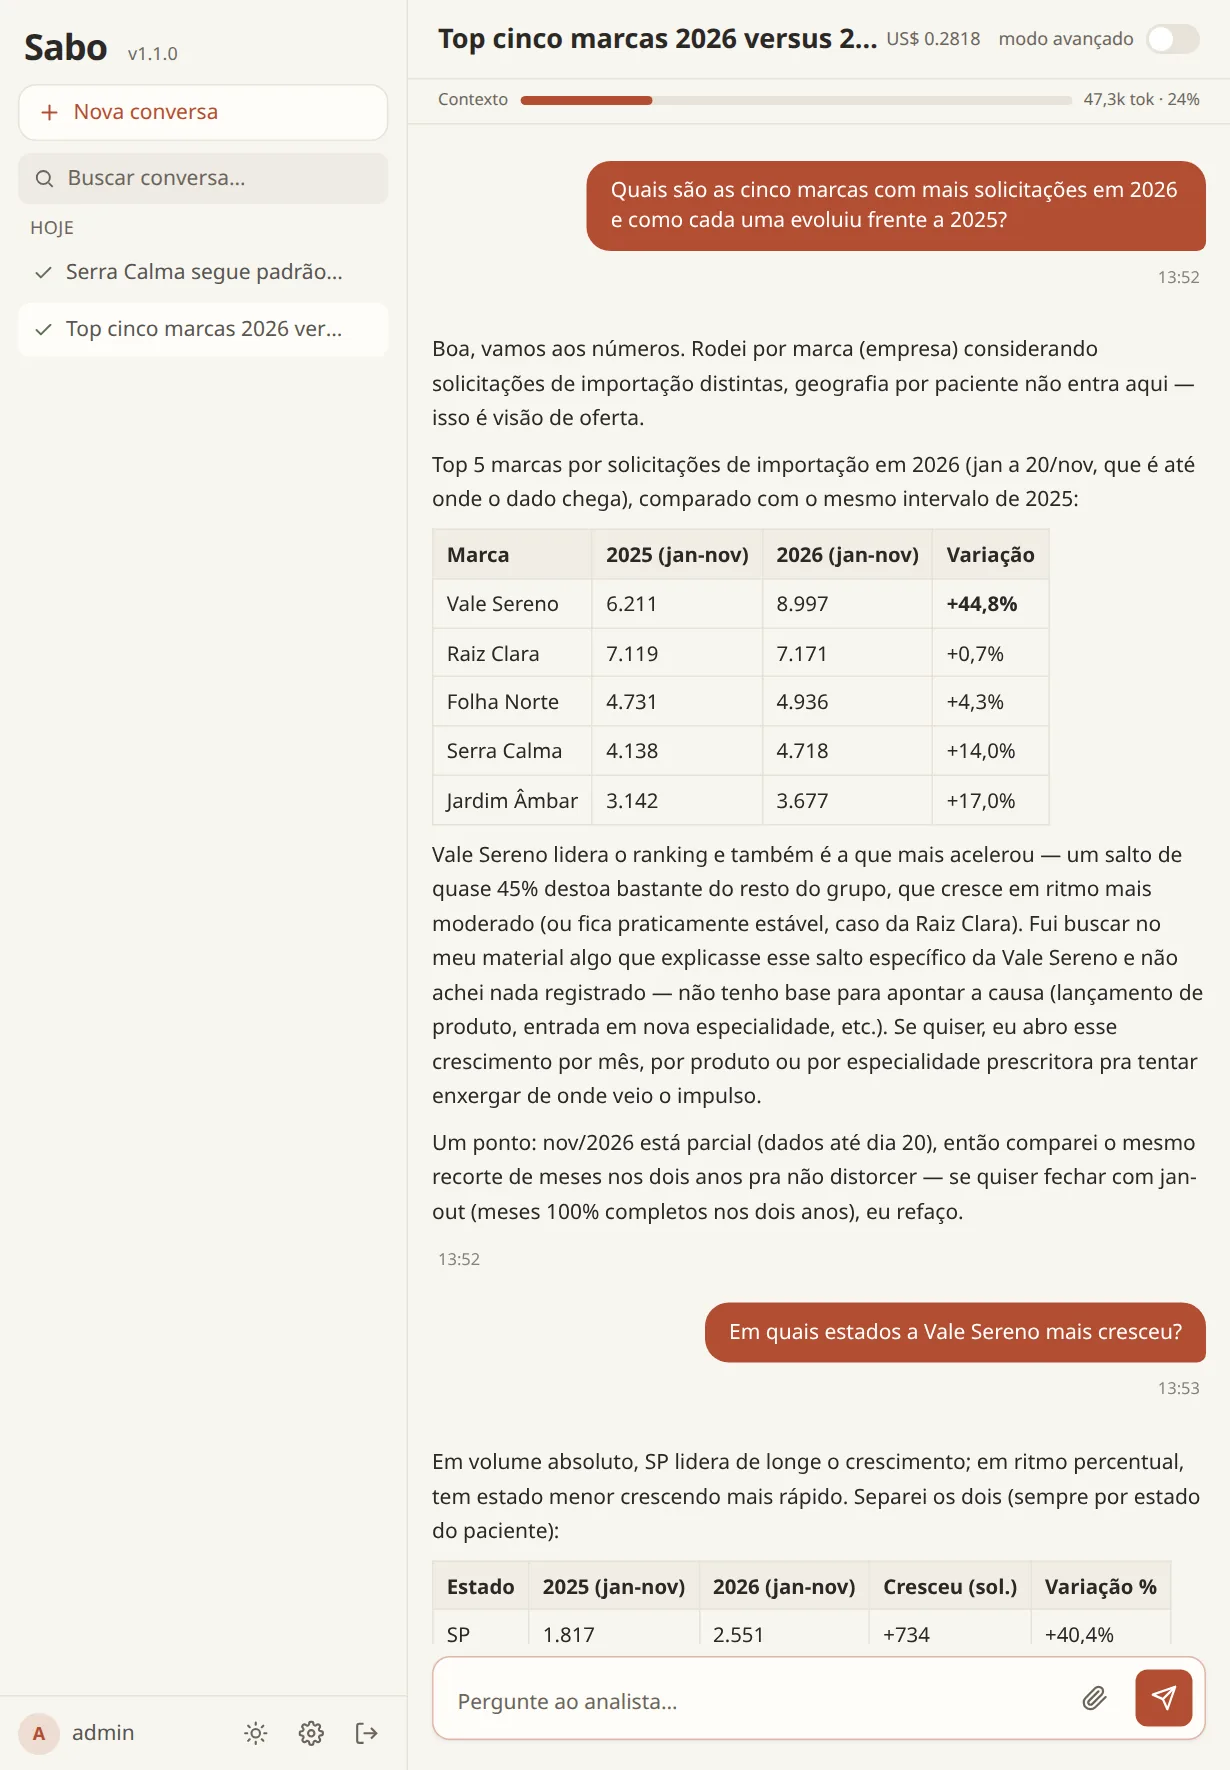 Sabo v1.1.0
Nova conversa
Buscar conversa...
HOJE
Serra Calma segue padrão...
Top cinco marcas 2026 ver...
A admin
Top cinco marcas 2026 versus 2... US$ 0.2818 modo avançado
Contexto 47,3k tok · 24%
Quais são as cinco marcas com mais solicitações em 2026
e como cada uma evoluiu frente a 2025?
13:52
Boa, vamos aos números. Rodei por marca (empresa) considerando
solicitações de importação distintas, geografia por paciente não entra aqui —
isso é visão de oferta.
Top 5 marcas por solicitações de importação em 2026 (jan a 20/nov, que é até
onde o dado chega), comparado com o mesmo intervalo de 2025:
Marca 2025 (jan-nov) 2026 (jan-nov) Variação
Vale Sereno 6.211 8.997 +44,8%
Raiz Clara 7.119 7.171 +0,7%
Folha Norte 4.731 4.936 +4,3%
Serra Calma 4.138 4.718 +14,0%
Jardim Âmbar 3.142 3.677 +17,0%
Vale Sereno lidera o ranking e também é a que mais acelerou — um salto de
quase 45% destoa bastante do resto do grupo, que cresce em ritmo mais
moderado (ou fica praticamente estável, caso da Raiz Clara). Fui buscar no
meu material algo que explicasse esse salto específico da Vale Sereno e não
achei nada registrado — não tenho base para apontar a causa (lançamento de
produto, entrada em nova especialidade, etc.). Se quiser, eu abro esse
crescimento por mês, por produto ou por especialidade prescritora pra tentar
enxergar de onde veio o impulso.
Um ponto: nov/2026 está parcial (dados até dia 20), então comparei o mesmo
recorte de meses nos dois anos pra não distorcer — se quiser fechar com jan-
out (meses 100% completos nos dois anos), eu refaço.
13:52
Em quais estados a Vale Sereno mais cresceu?
13:53
Em volume absoluto, SP lidera de longe o crescimento; em ritmo percentual,
tem estado menor crescendo mais rápido. Separei os dois (sempre por estado
do paciente):
Estado 2025 (jan-nov) 2026 (jan-nov) Cresceu (sol.) Variação %
SP 1.817 2.551 +734 +40,4%
Pergunte ao analista...